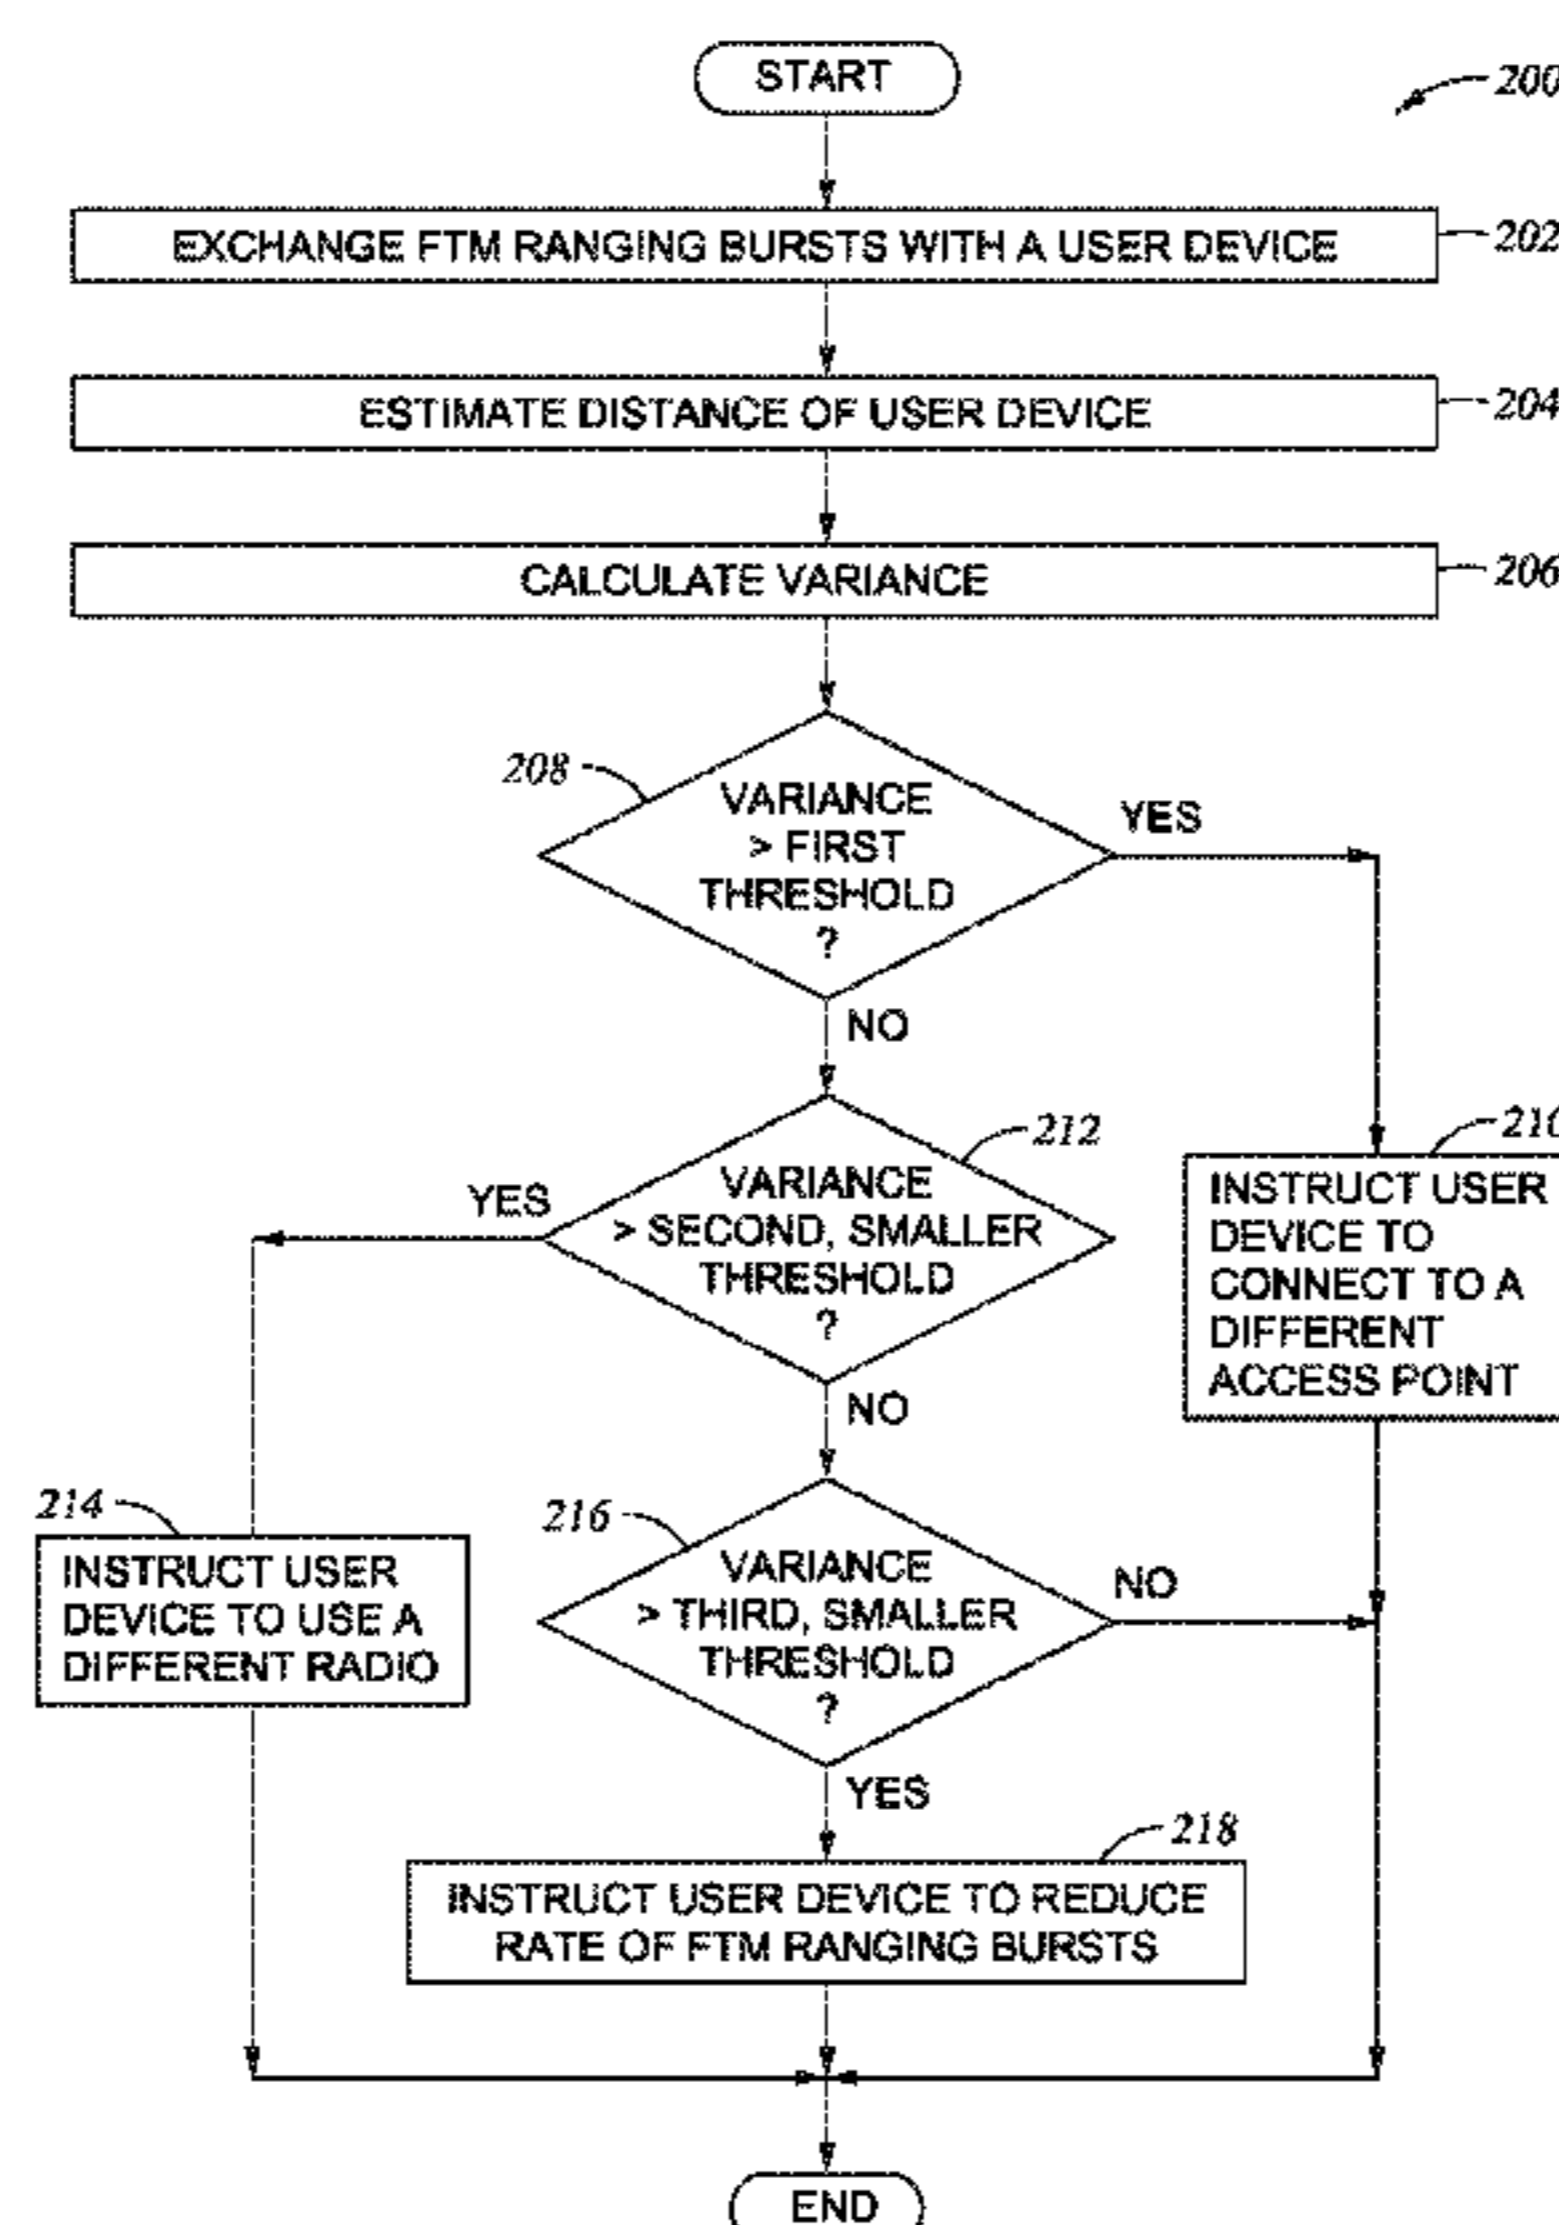 START
200
EXCHANGE FTM RANGING BURSTS WITH A USER DEVICE
202
ESTIMATE DISTANCE OF USER DEVICE
204
CALCULATE VARIANCE
206
208
VARIANCE
> FIRST
THRESHOLD
?
YES
NO
212
VARIANCE
> SECOND, SMALLER
THRESHOLD
?
YES
NO
210
INSTRUCT USER
DEVICE TO
CONNECT TO A
DIFFERENT
ACCESS POINT
214
INSTRUCT USER
DEVICE TO USE A
DIFFERENT RADIO
216
VARIANCE
> THIRD, SMALLER
THRESHOLD
?
NO
YES
218
INSTRUCT USER DEVICE TO REDUCE
RATE OF FTM RANGING BURSTS
END